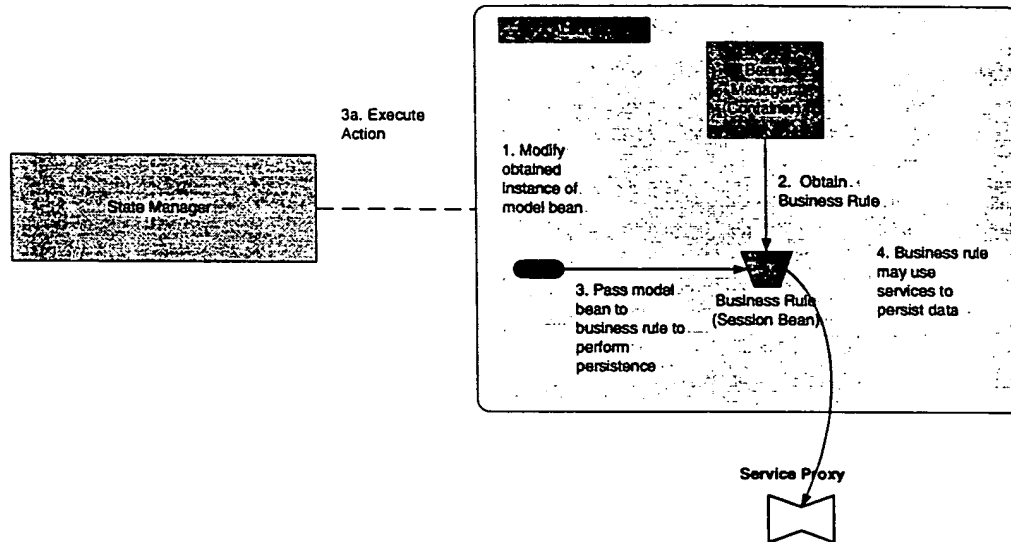 3a. Execute
Action
State Manager
Bean
Manager
(Container)
1. Modify
obtained
instance of
model bean
2. Obtain
Business Rule
3. Pass model
bean to
business rule to
perform
persistence
Business Rule
(Session Bean)
4. Business rule
may use
services to
persist data
Service Proxy